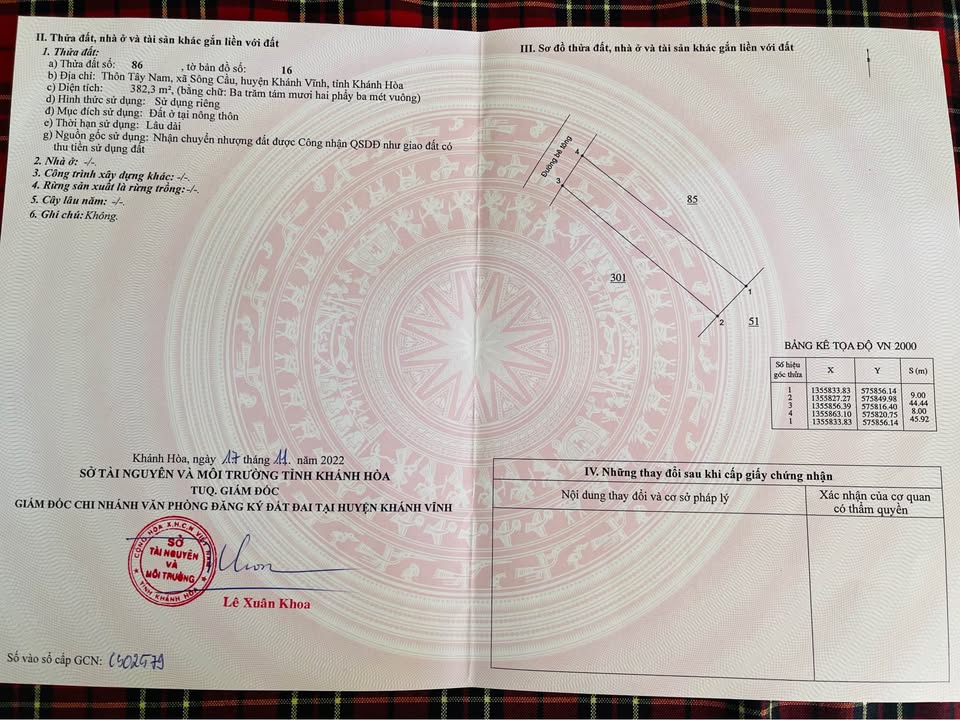 II. Thửa đất, nhà ở và tài sản khác gắn liền với đất
1. Thửa đất:
a) Thửa đất số: 86 , tờ bản đồ số: 16
b) Địa chỉ: Thôn Tây Nam, xã Sông Cầu, huyện Khánh Vĩnh, tỉnh Khánh Hòa
c) Diện tích: 382,3 m², (bằng chữ: Ba trăm tám mươi hai phẩy ba mét vuông)
d) Hình thức sử dụng: Sử dụng riêng
đ) Mục đích sử dụng: Đất ở tại nông thôn
e) Thời hạn sử dụng: Lâu dài
g) Nguồn gốc sử dụng: Nhận chuyển nhượng đất được Công nhận QSDĐ như giao đất có
thu tiền sử dụng đất
2. Nhà ở: -/-.
3. Công trình xây dựng khác: -/-.
4. Rừng sản xuất là rừng trồng:-/-.
5. Cây lâu năm: -/-.
6. Ghi chú: Không.
Khánh Hòa, ngày 17 tháng 11. năm 2022
SỞ TÀI NGUYÊN VÀ MÔI TRƯỜNG TỈNH KHÁNH HÒA
TUQ. GIÁM ĐỐC
GIÁM ĐỐC CHI NHÁNH VĂN PHÒNG ĐĂNG KÝ ĐẤT ĐAI TẠI HUYỆN KHÁNH VĨNH
CỘNG HÒA X.H.C.N VIỆT NAM
SỞ
TÀI NGUYÊN
VÀ
MÔI TRƯỜNG
TỈNH KHÁNH HÒA
Lê Xuân Khoa
Số vào sổ cấp GCN: CS02579
III. Sơ đồ thửa đất, nhà ở và tài sản khác gắn liền với đất
Đường bê tông
4
3
85
301
1
2
51
BẢNG KÊ TỌA ĐỘ VN 2000
Số hiệu góc thửa X Y S (m)
1 1355833.83 575856.14
9.00
2 1355827.27 575849.98
44.44
3 1355856.39 575816.40
8.00
4 1355863.10 575820.75
45.92
1 1355833.83 575856.14
IV. Những thay đổi sau khi cấp giấy chứng nhận
Nội dung thay đổi và cơ sở pháp lý
Xác nhận của cơ quan
có thẩm quyền